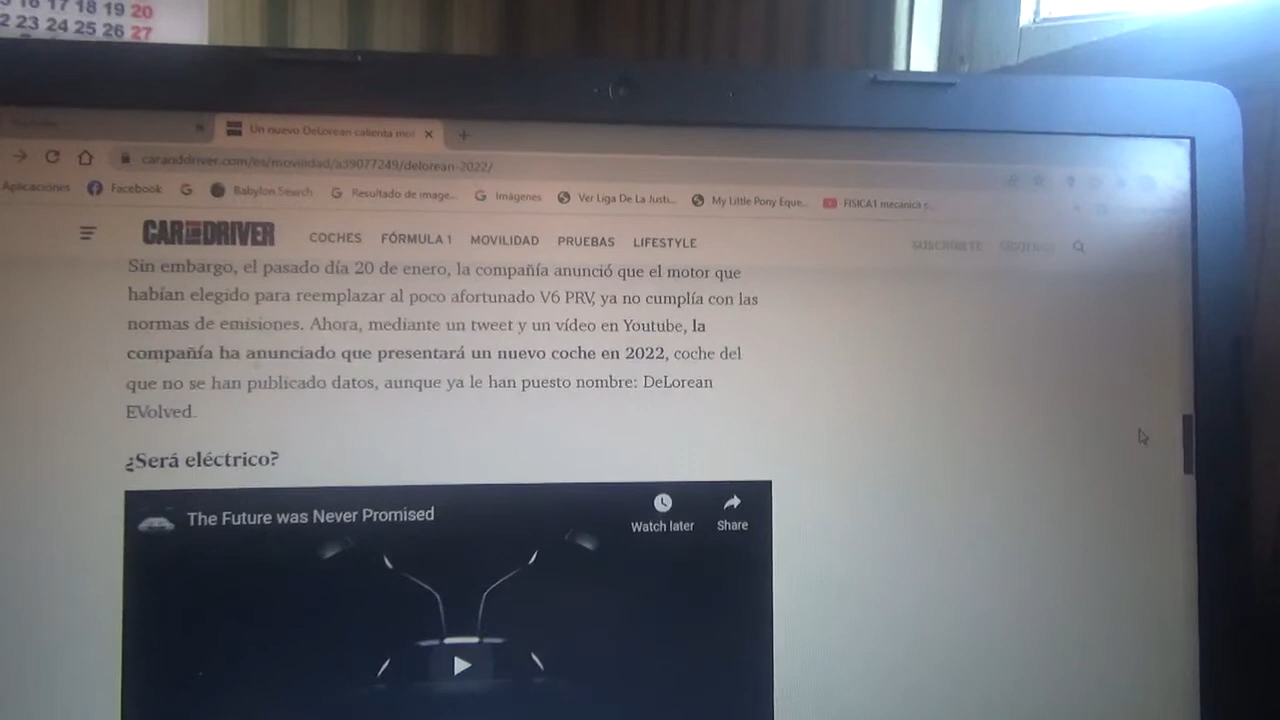 16 17 18 19 20
23 24 25 26 27
Un nuevo DeLorean calienta mot
caranddriver.com/es/movilidad/a39077249/delorean-2022/
Aplicaciones Facebook Babylon Search Resultado de image... Imágenes Ver Liga De La Justi... My Little Pony Eque... FISICA1 mecanica c...
CAR AND DRIVER COCHES FÓRMULA 1 MOVILIDAD PRUEBAS LIFESTYLE SUSCRÍBETE
Sin embargo, el pasado día 20 de enero, la compañía anunció que el motor que
habían elegido para reemplazar al poco afortunado V6 PRV, ya no cumplía con las
normas de emisiones. Ahora, mediante un tweet y un vídeo en Youtube, la
compañía ha anunciado que presentará un nuevo coche en 2022, coche del
que no se han publicado datos, aunque ya le han puesto nombre: DeLorean
EVolved.
¿Será eléctrico?
The Future was Never Promised
Watch later Share